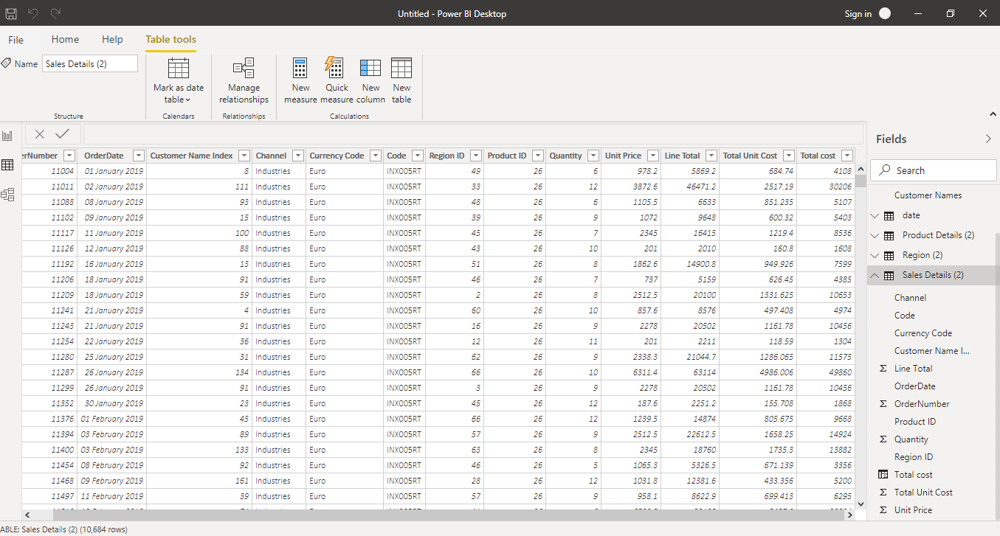 Untitled - Power BI Desktop
Sign in
File Home Help Table tools
Name Sales Details (2)
Mark as date table
Manage relationships
New measure
Quick measure
New column
New table
Structure Calendars Relationships Calculations
Fields
Search
erNumber OrderDate Customer Name Index Channel Currency Code Code Region ID Product ID Quantity Unit Price Line Total Total Unit Cost Total cost
11004 01 January 2019 8 Industries Euro INX005RT 49 26 6 978.2 5869.2 684.74 4108
11011 02 January 2019 111 Industries Euro INX005RT 33 26 12 3872.6 46471.2 2517.19 30206
11088 08 January 2019 93 Industries Euro INX005RT 48 26 6 1105.5 6633 851.235 5107
11102 09 January 2019 15 Industries Euro INX005RT 39 26 9 1072 9648 600.32 5403
11117 11 January 2019 100 Industries Euro INX005RT 45 26 7 2345 16415 1219.4 8536
11126 12 January 2019 88 Industries Euro INX005RT 43 26 10 201 2010 160.8 1608
11192 16 January 2019 13 Industries Euro INX005RT 51 26 8 1862.6 14900.8 949.926 7599
11206 18 January 2019 91 Industries Euro INX005RT 46 26 7 737 5159 626.45 4385
11209 18 January 2019 59 Industries Euro INX005RT 2 26 8 2512.5 20100 1331.625 10653
11241 21 January 2019 4 Industries Euro INX005RT 60 26 10 857.6 8576 497.408 4974
11243 21 January 2019 91 Industries Euro INX005RT 16 26 9 2278 20502 1161.78 10456
11254 22 January 2019 36 Industries Euro INX005RT 12 26 11 201 2211 118.59 1304
11280 25 January 2019 31 Industries Euro INX005RT 62 26 9 2338.3 21044.7 1286.065 11575
11287 26 January 2019 134 Industries Euro INX005RT 66 26 10 6311.4 63114 4986.006 49860
11299 26 January 2019 91 Industries Euro INX005RT 3 26 9 2278 20502 1161.78 10456
11352 30 January 2019 23 Industries Euro INX005RT 45 26 12 187.6 2251.2 155.708 1868
11376 01 February 2019 45 Industries Euro INX005RT 66 26 12 1239.5 14874 805.675 9668
11394 03 February 2019 89 Industries Euro INX005RT 57 26 9 2512.5 22612.5 1658.25 14924
11400 03 February 2019 133 Industries Euro INX005RT 63 26 8 2345 18760 1735.3 13882
11454 08 February 2019 92 Industries Euro INX005RT 46 26 5 1065.3 5326.5 671.139 3356
11468 09 February 2019 161 Industries Euro INX005RT 28 26 12 1031.8 12381.6 433.356 5200
11497 11 February 2019 39 Industries Euro INX005RT 57 26 9 958.1 8622.9 699.413 6295
Customer Names
date
Product Details (2)
Region (2)
Sales Details (2)
Channel
Code
Currency Code
Customer Name I...
Σ Line Total
OrderDate
Σ OrderNumber
Product ID
Σ Quantity
Region ID
Total cost
Σ Total Unit Cost
Σ Unit Price
ABLE: Sales Details (2) (10,684 rows)